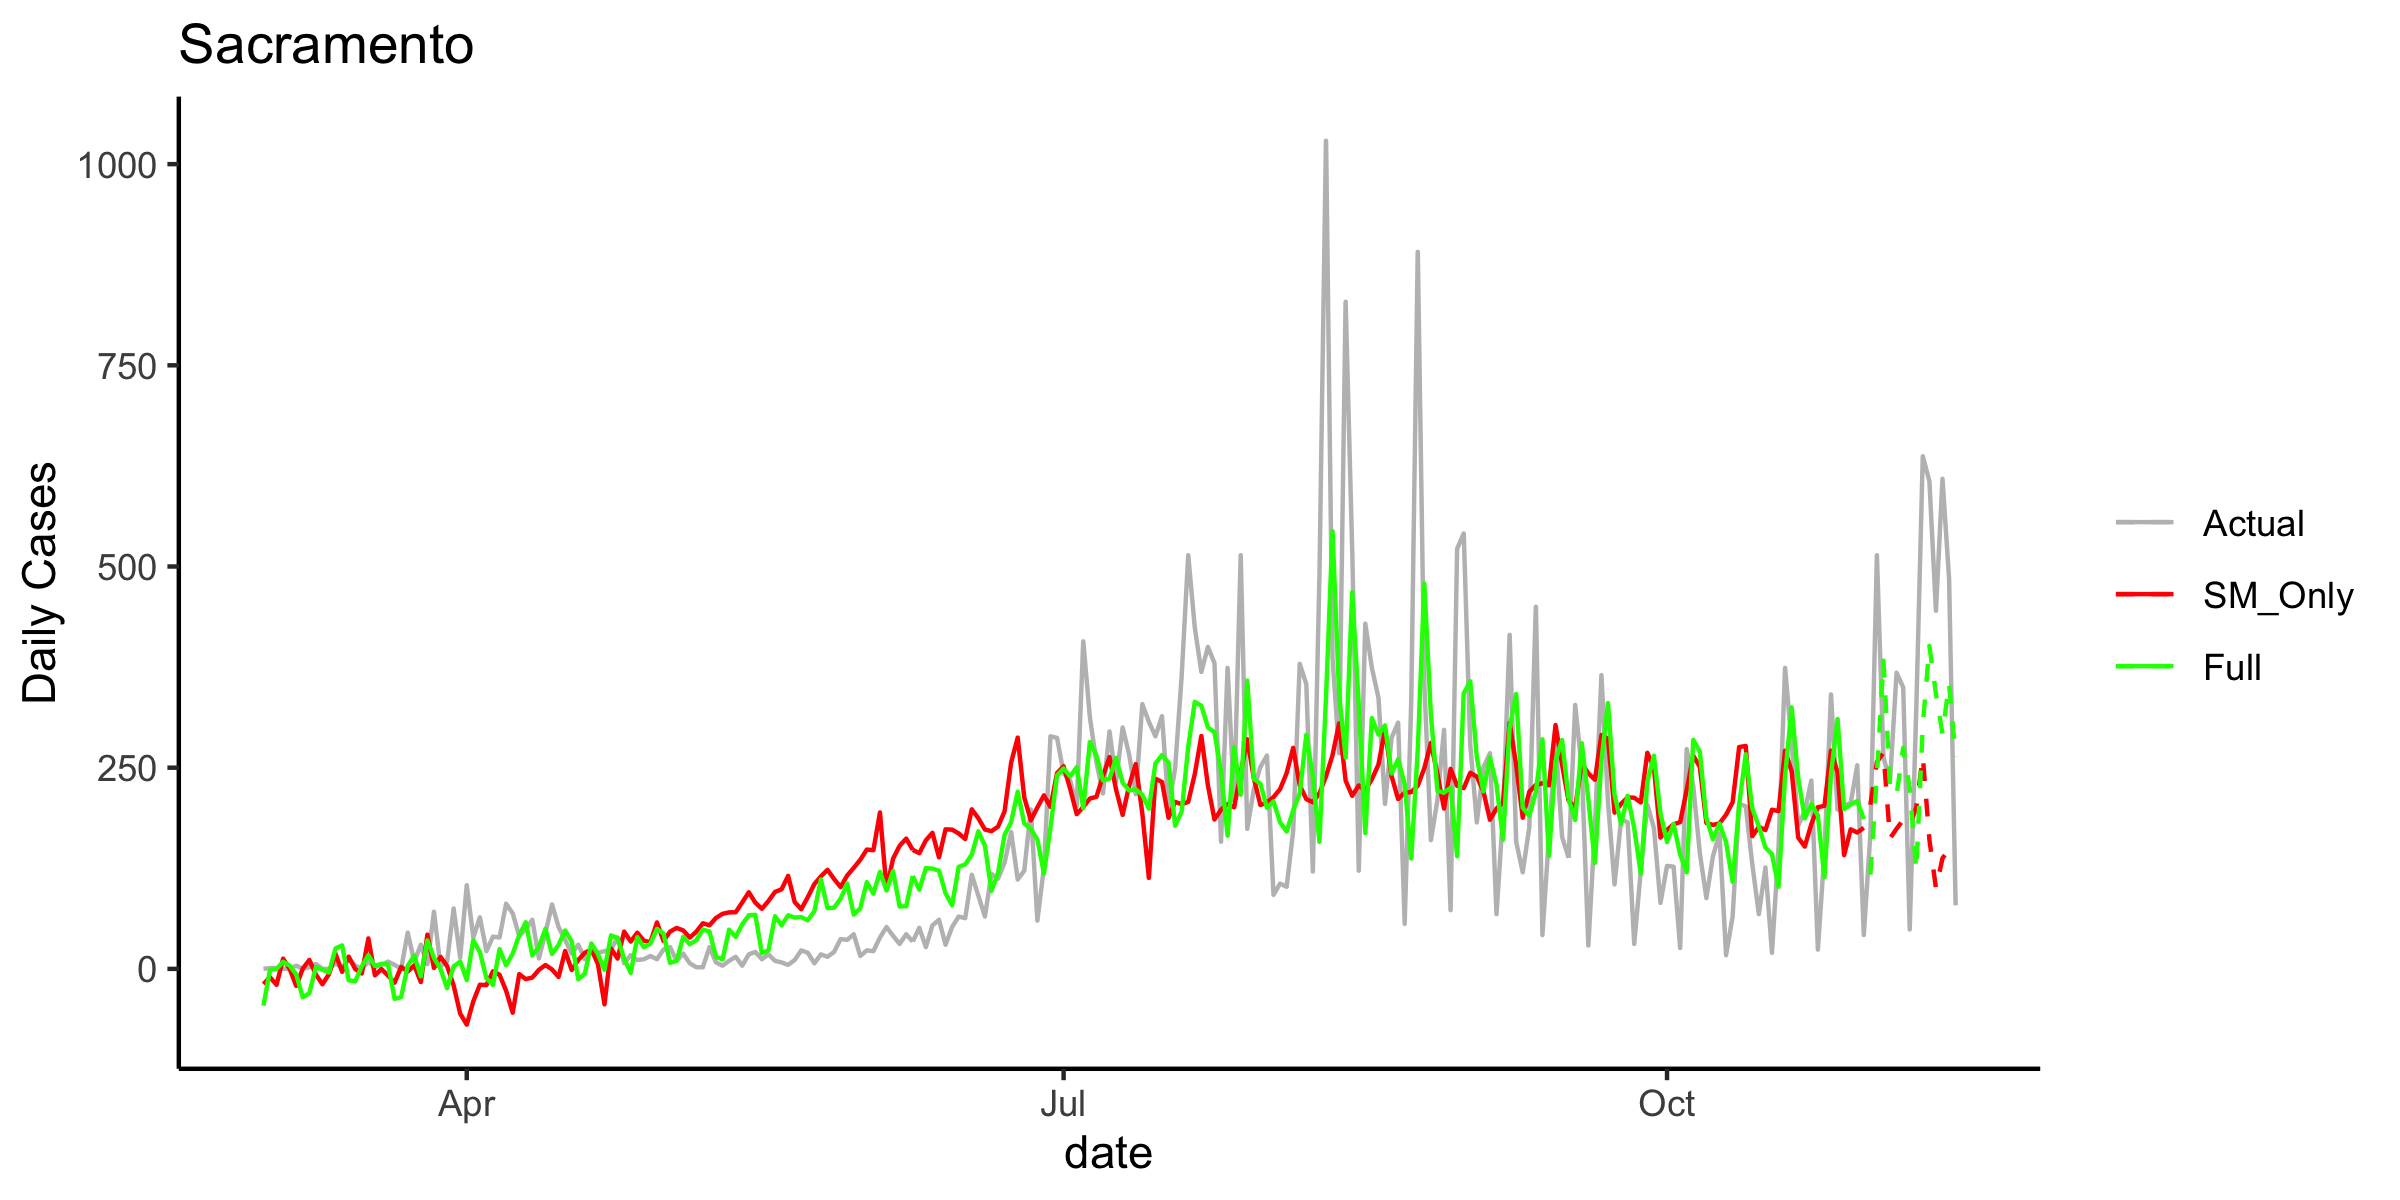 Sacramento
Daily Cases
1000
750
500
250
0
Apr
Jul
Oct
date
Actual
SM_Only
Full